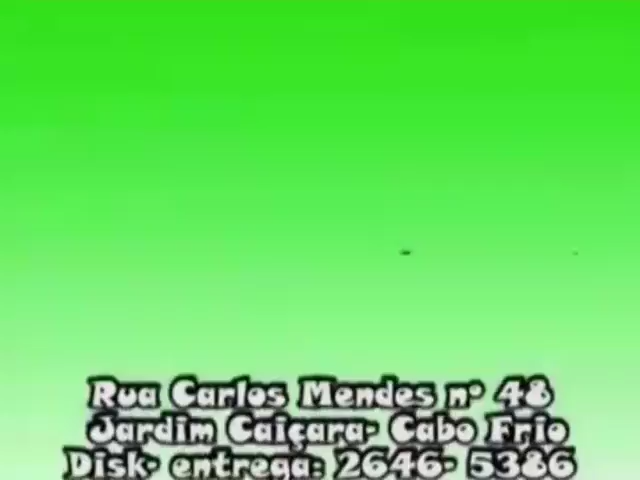 Rua Carlos Mendes nº 48
Jardim Caiçara- Cabo Frio
Disk- entrega: 2646- 5386